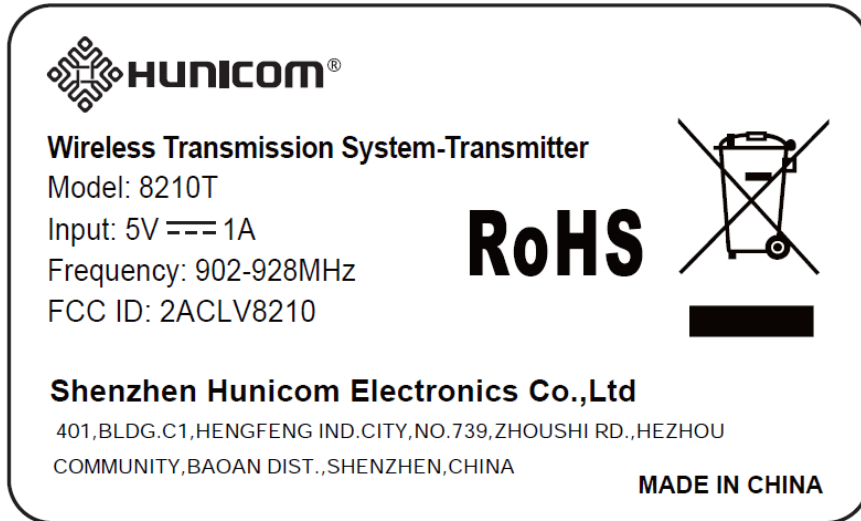 HUNICOM®
Wireless Transmission System-Transmitter
Model: 8210T
Input: 5V ⎓ 1A
Frequency: 902-928MHz
FCC ID: 2ACLV8210
RoHS
Shenzhen Hunicom Electronics Co.,Ltd
401,BLDG.C1,HENGFENG IND.CITY,NO.739,ZHOUSHI RD.,HEZHOU
COMMUNITY,BAOAN DIST.,SHENZHEN,CHINA
MADE IN CHINA